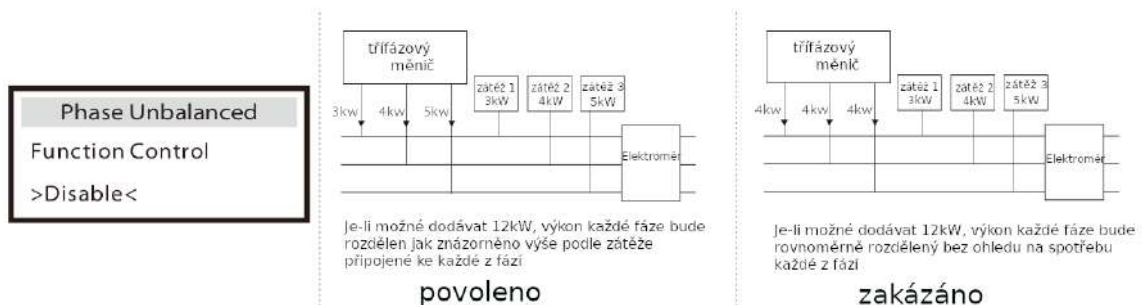 Phase Unbalanced
Function Control
>Disable<
třífázový
měnič
zátěž 1
3kW
zátěž 2
4kW
zátěž 3
5kW
3kw
4kw
5kw
Elektroměr
Je-li možné dodávat 12kW, výkon každé fáze bude
rozdělen jak znázorněno výše podle zátěže
připojené ke každé z fází
povoleno
třífázový
měnič
zátěž 1
3kW
zátěž 2
4kW
zátěž 3
5kW
4kw
4kw
4kw
Elektroměr
Je-li možné dodávat 12kW, výkon každé fáze bude
rovnoměrně rozdělený bez ohledu na spotřebu
každé z fází
zakázáno